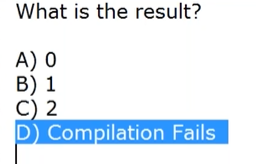 What is the result?
A) 0
B) 1
C) 2
D) Compilation Fails